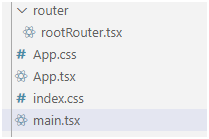 router
rootRouter.tsx
# App.css
App.tsx
# index.css
main.tsx